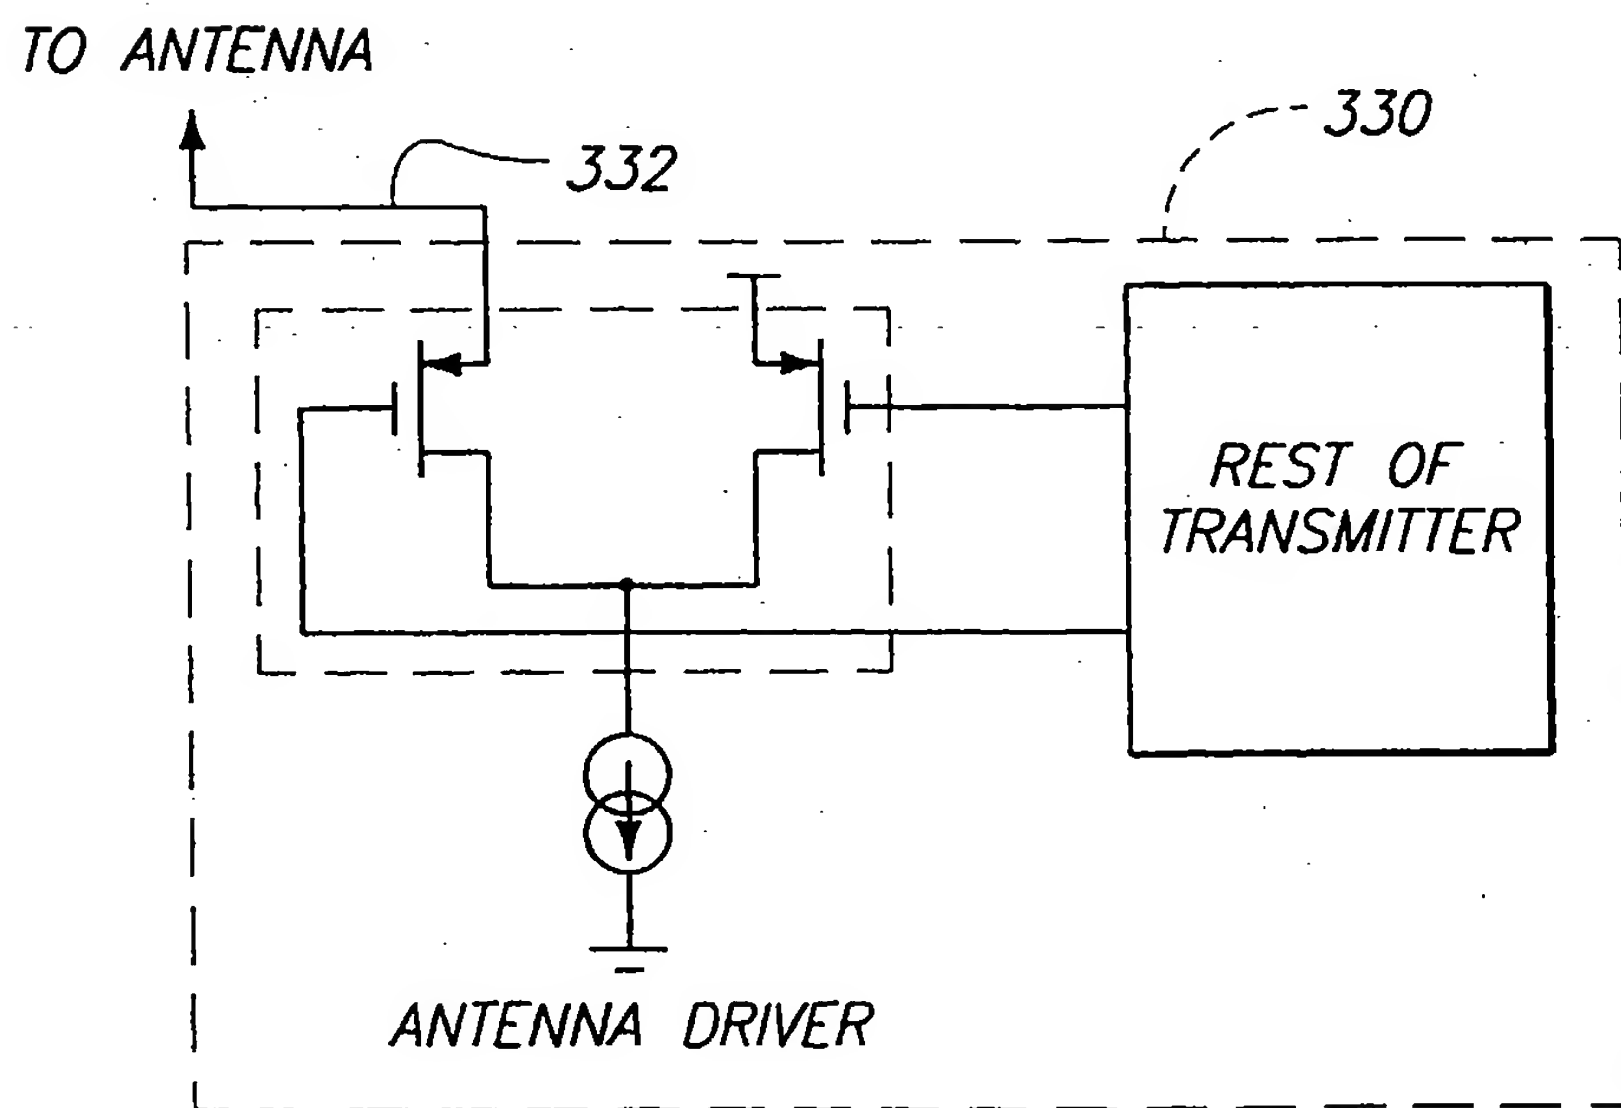 TO ANTENNA
330
332
REST OF
TRANSMITTER
ANTENNA DRIVER